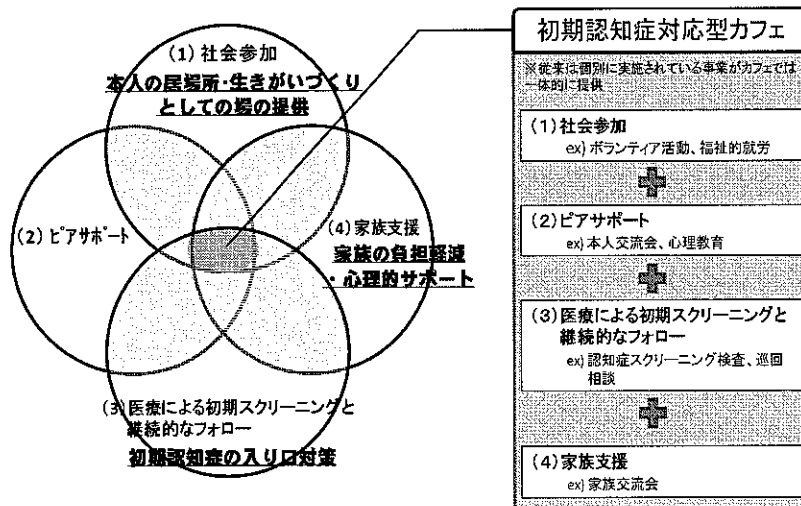 (1) 社会参加
本人の居場所・生きがいづくり
としての場の提供
(2) ピアサポート
(4) 家族支援
家族の負担軽減
・心理的サポート
(3) 医療による初期スクリーニングと
継続的なフォロー
初期認知症の入り口対策
初期認知症対応型カフェ
※従来は個別に実施されている事業がカフェでは
一体的に提供
(1) 社会参加
ex) ボランティア活動、福祉的就労
(2) ピアサポート
ex) 本人交流会、心理教育
(3) 医療による初期スクリーニングと
継続的なフォロー
ex) 認知症スクリーニング検査、巡回
相談
(4) 家族支援
ex) 家族交流会